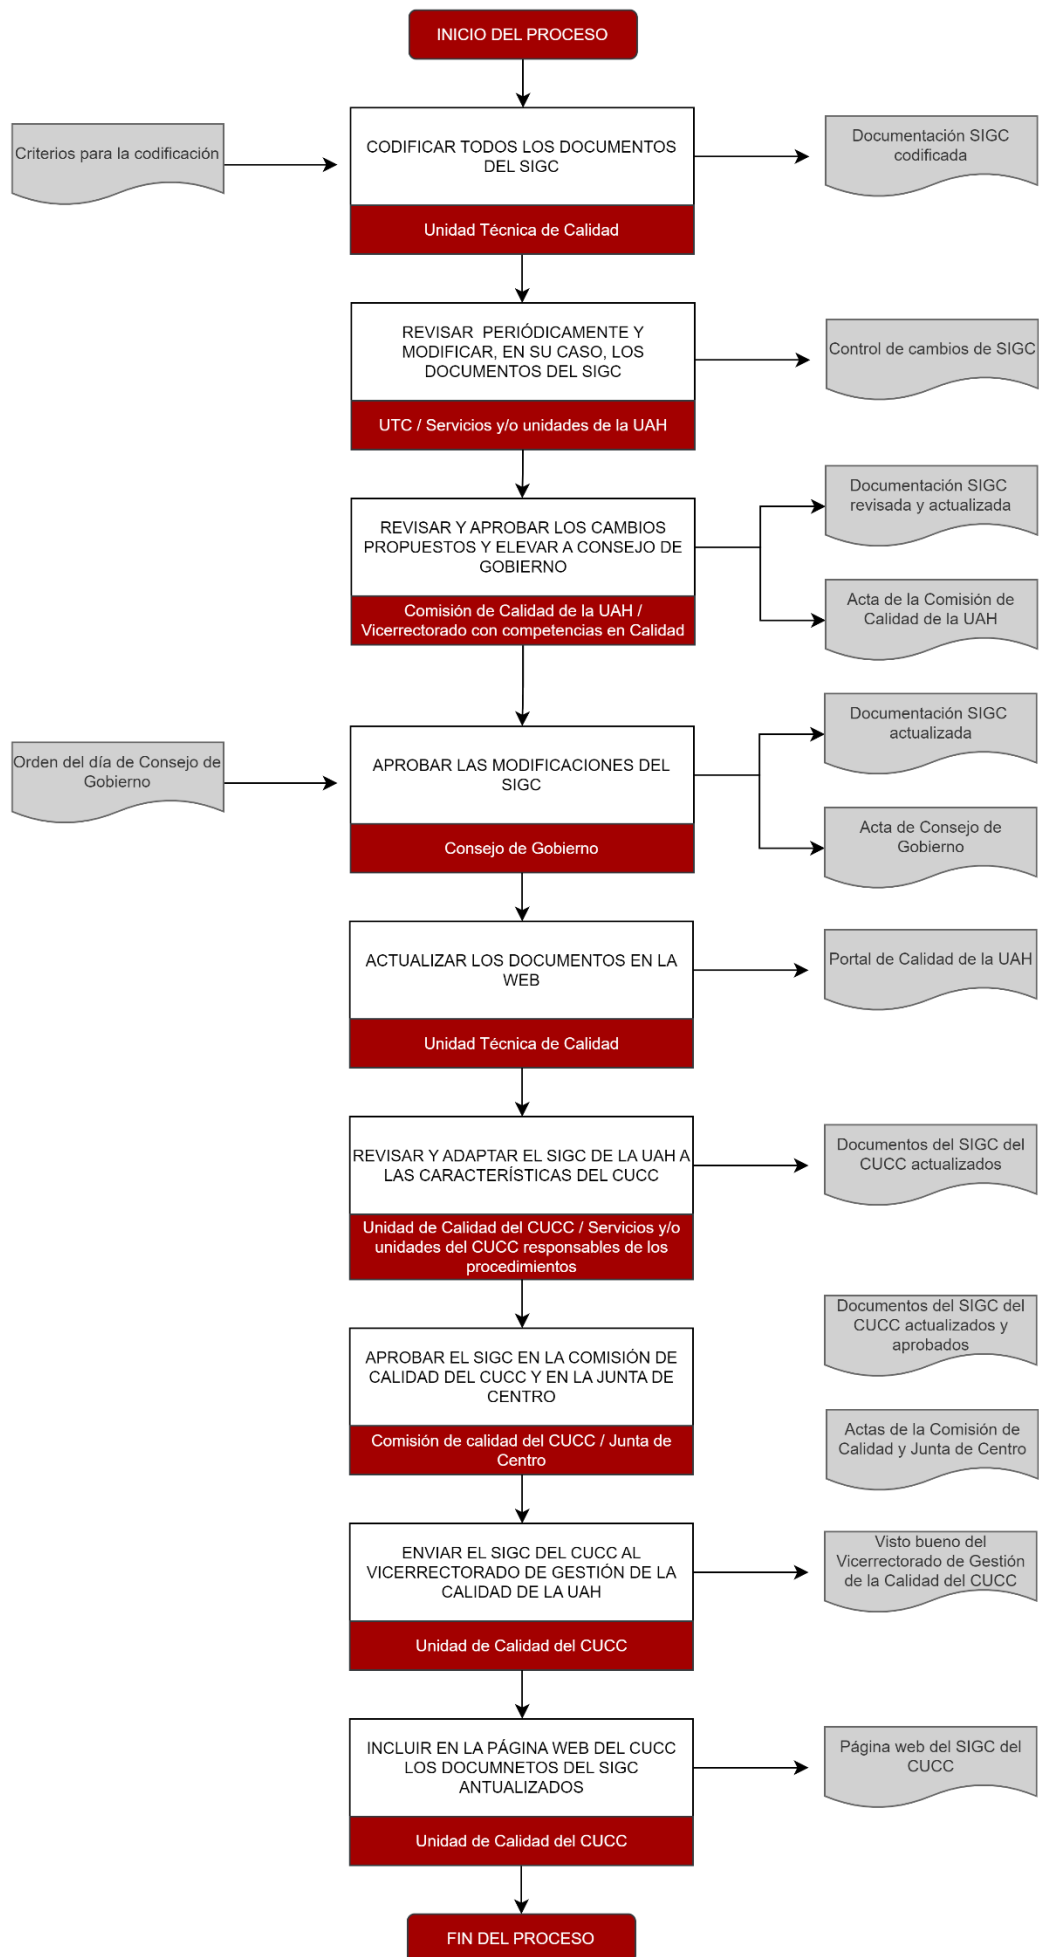 INICIO DEL PROCESO
Criterios para la codificación
CODIFICAR TODOS LOS DOCUMENTOS
DEL SIGC
Unidad Técnica de Calidad
Documentación SIGC
codificada
REVISAR PERIÓDICAMENTE Y
MODIFICAR, EN SU CASO, LOS
DOCUMENTOS DEL SIGC
UTC / Servicios y/o unidades de la UAH
Control de cambios de SIGC
REVISAR Y APROBAR LOS CAMBIOS
PROPUESTOS Y ELEVAR A CONSEJO DE
GOBIERNO
Comisión de Calidad de la UAH /
Vicerrectorado con competencias en Calidad
Documentación SIGC
revisada y actualizada
Acta de la Comisión de
Calidad de la UAH
Orden del día de Consejo de
Gobierno
APROBAR LAS MODIFICACIONES DEL
SIGC
Consejo de Gobierno
Documentación SIGC
actualizada
Acta de Consejo de
Gobierno
ACTUALIZAR LOS DOCUMENTOS EN LA
WEB
Unidad Técnica de Calidad
Portal de Calidad de la UAH
REVISAR Y ADAPTAR EL SIGC DE LA UAH A
LAS CARACTERÍSTICAS DEL CUCC
Unidad de Calidad del CUCC / Servicios y/o
unidades del CUCC responsables de los
procedimientos
Documentos del SIGC del
CUCC actualizados
APROBAR EL SIGC EN LA COMISIÓN DE
CALIDAD DEL CUCC Y EN LA JUNTA DE
CENTRO
Comisión de calidad del CUCC / Junta de
Centro
Documentos del SIGC del
CUCC actualizados y
aprobados
Actas de la Comisión de
Calidad y Junta de Centro
ENVIAR EL SIGC DEL CUCC AL
VICERRECTORADO DE GESTIÓN DE LA
CALIDAD DE LA UAH
Unidad de Calidad del CUCC
Visto bueno del
Vicerrectorado de Gestión
de la Calidad del CUCC
INCLUIR EN LA PÁGINA WEB DEL CUCC
LOS DOCUMNETOS DEL SIGC
ANTUALIZADOS
Unidad de Calidad del CUCC
Página web del SIGC del
CUCC
FIN DEL PROCESO